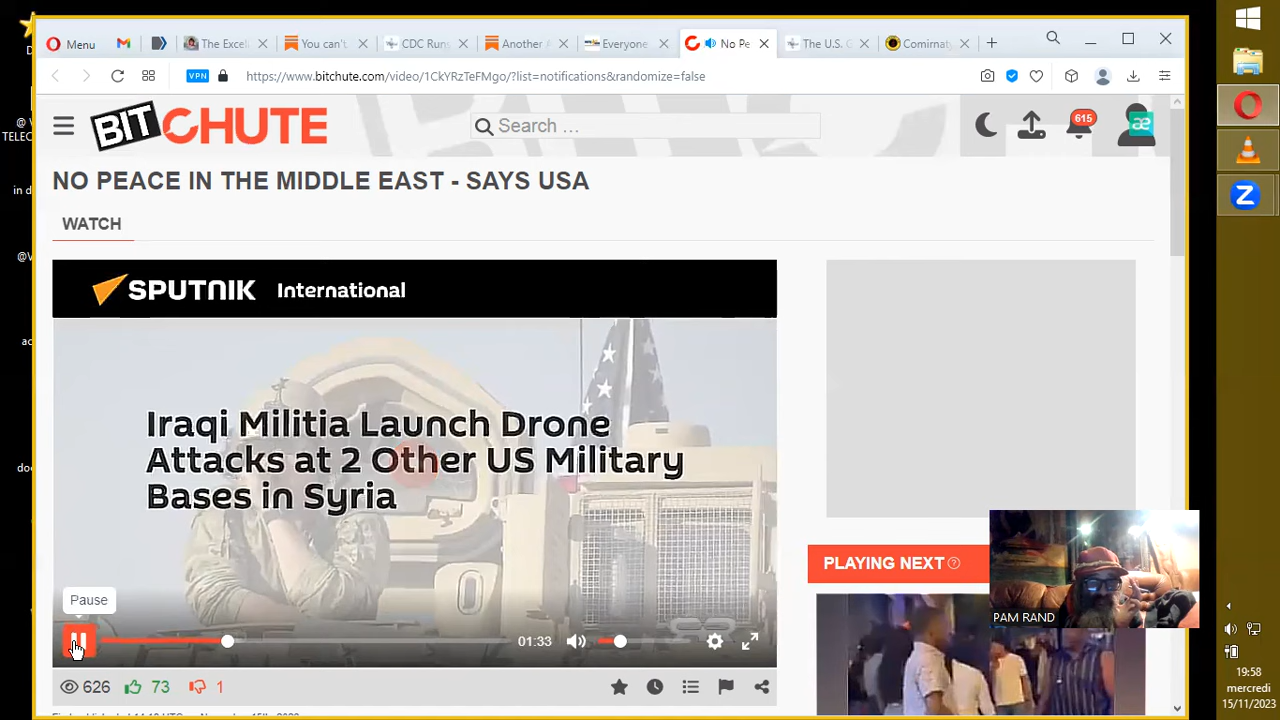 Menu
The Excell
You can't
CDC Run
Another
Everyone
No Pe
The U.S. C
Comirnaty
VPN
https://www.bitchute.com/video/1CkYRzTeFMgo/?list=notifications&randomize=false
BITCHUTE
Search ...
615
æ
NO PEACE IN THE MIDDLE EAST - SAYS USA
WATCH
SPUTNIK International
Iraqi Militia Launch Drone
Attacks at 2 Other US Military
Bases in Syria
Pause
01:33
PLAYING NEXT
PAM RAND
626
73
1
19:58
mercredi
15/11/2023